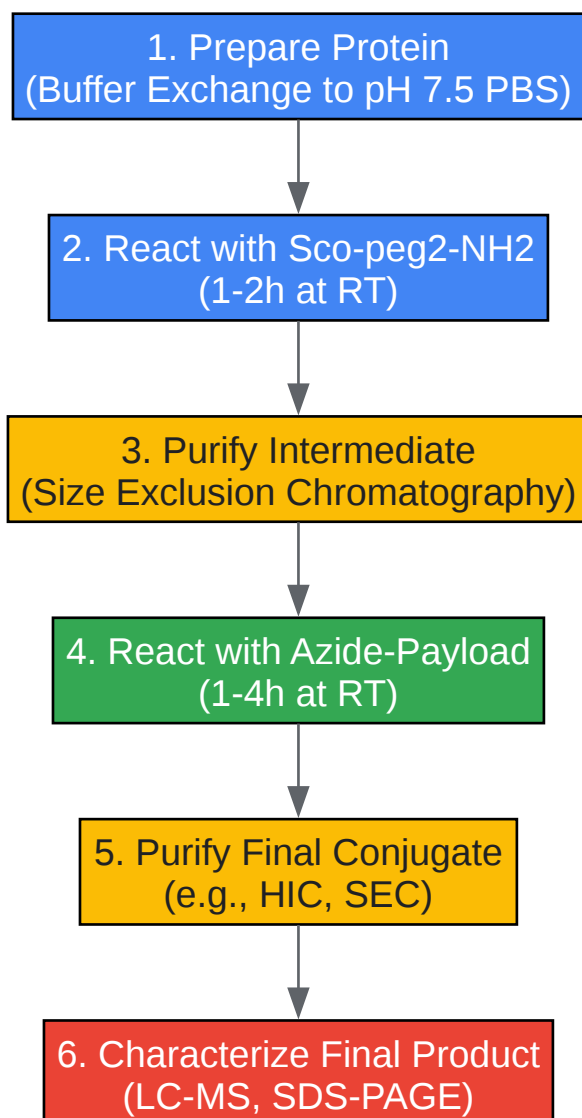 1. Prepare Protein
(Buffer Exchange to pH 7.5 PBS)
2. React with Sco-peg2-NH2
(1-2h at RT)
3. Purify Intermediate
(Size Exclusion Chromatography)
4. React with Azide-Payload
(1-4h at RT)
5. Purify Final Conjugate
(e.g., HIC, SEC)
6. Characterize Final Product
(LC-MS, SDS-PAGE)